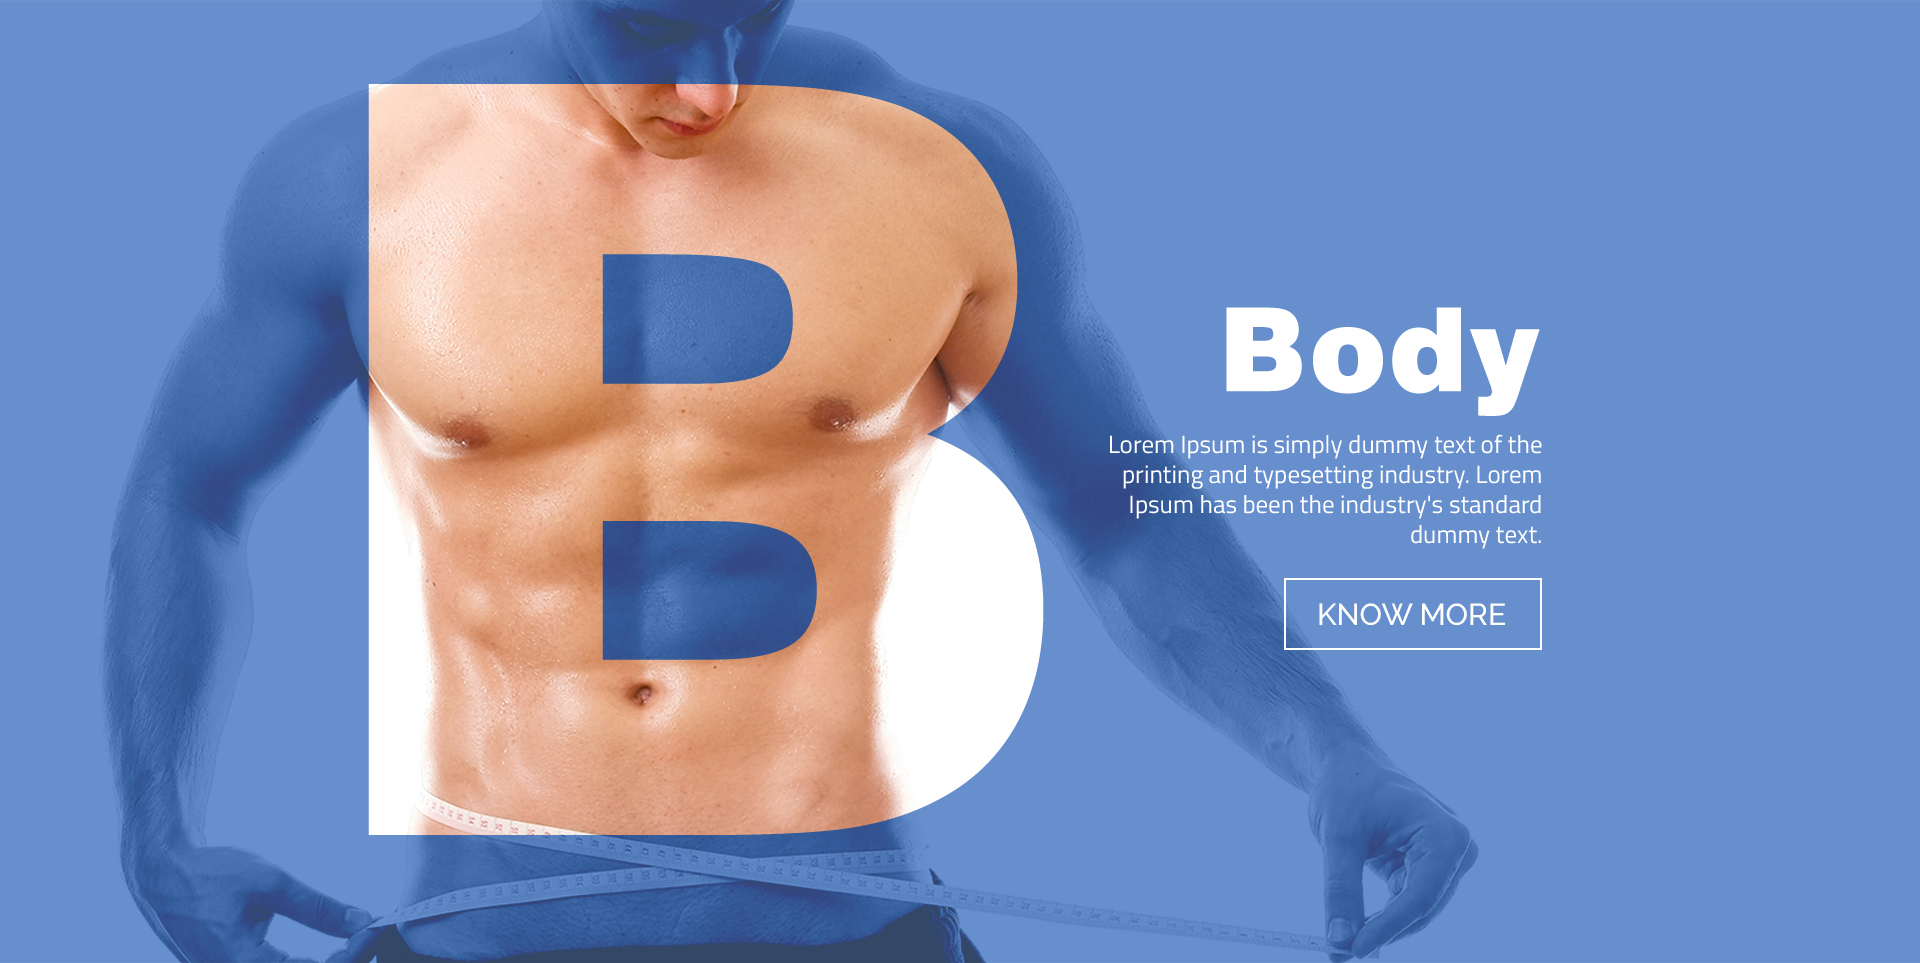 B
Body
Lorem Ipsum is simply dummy text of the
printing and typesetting industry. Lorem
Ipsum has been the industry's standard
dummy text.
KNOW MORE